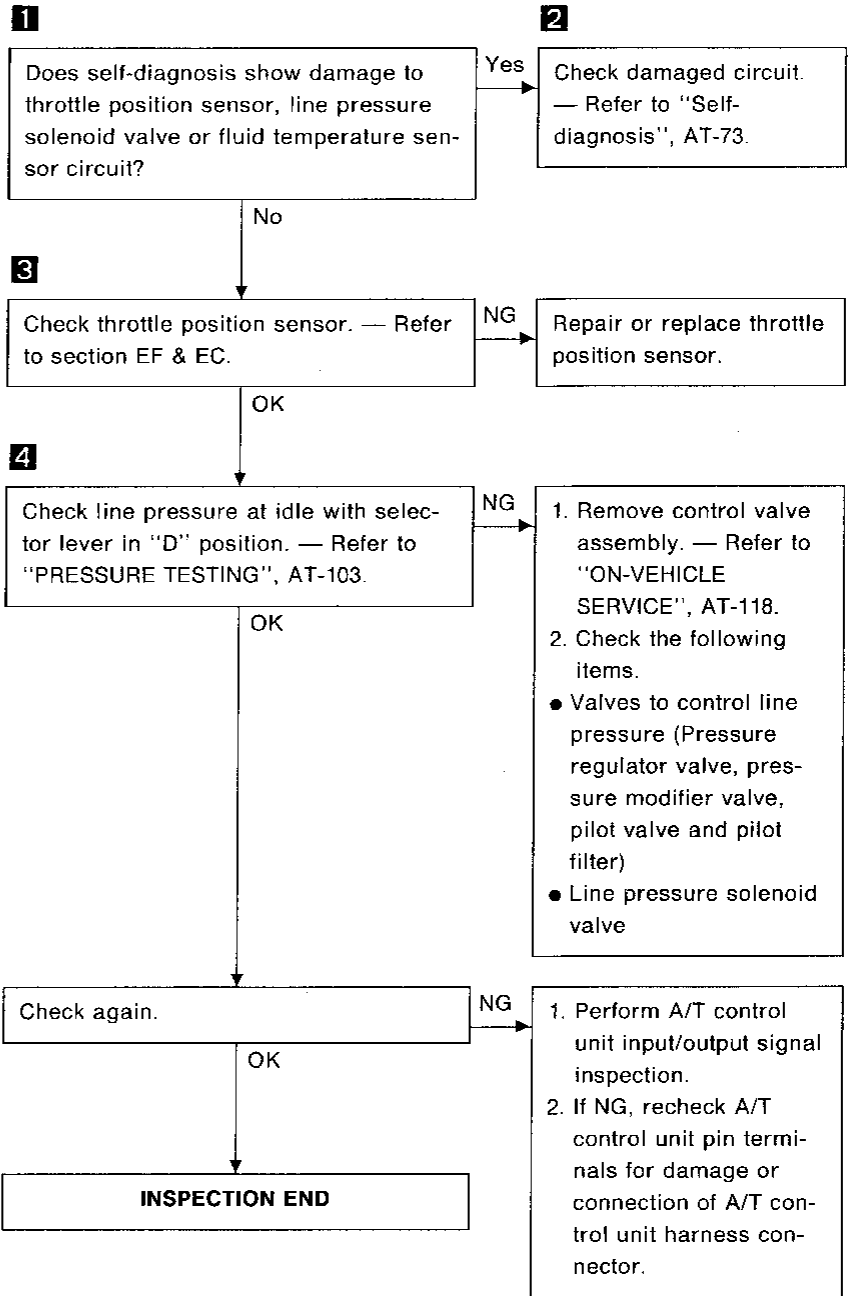 1
Does self-diagnosis show damage to
throttle position sensor, line pressure
solenoid valve or fluid temperature sen-
sor circuit?
Yes
2
Check damaged circuit.
— Refer to "Self-
diagnosis", AT-73.
No
3
Check throttle position sensor. — Refer
to section EF & EC.
NG
Repair or replace throttle
position sensor.
OK
4
Check line pressure at idle with selec-
tor lever in "D" position. — Refer to
"PRESSURE TESTING", AT-103.
NG
1. Remove control valve
assembly. — Refer to
"ON-VEHICLE
SERVICE", AT-118.
2. Check the following
items.
● Valves to control line
pressure (Pressure
regulator valve, pres-
sure modifier valve,
pilot valve and pilot
filter)
● Line pressure solenoid
valve
OK
Check again.
NG
1. Perform A/T control
unit input/output signal
inspection.
2. If NG, recheck A/T
control unit pin termi-
nals for damage or
connection of A/T con-
trol unit harness con-
nector.
OK
INSPECTION END